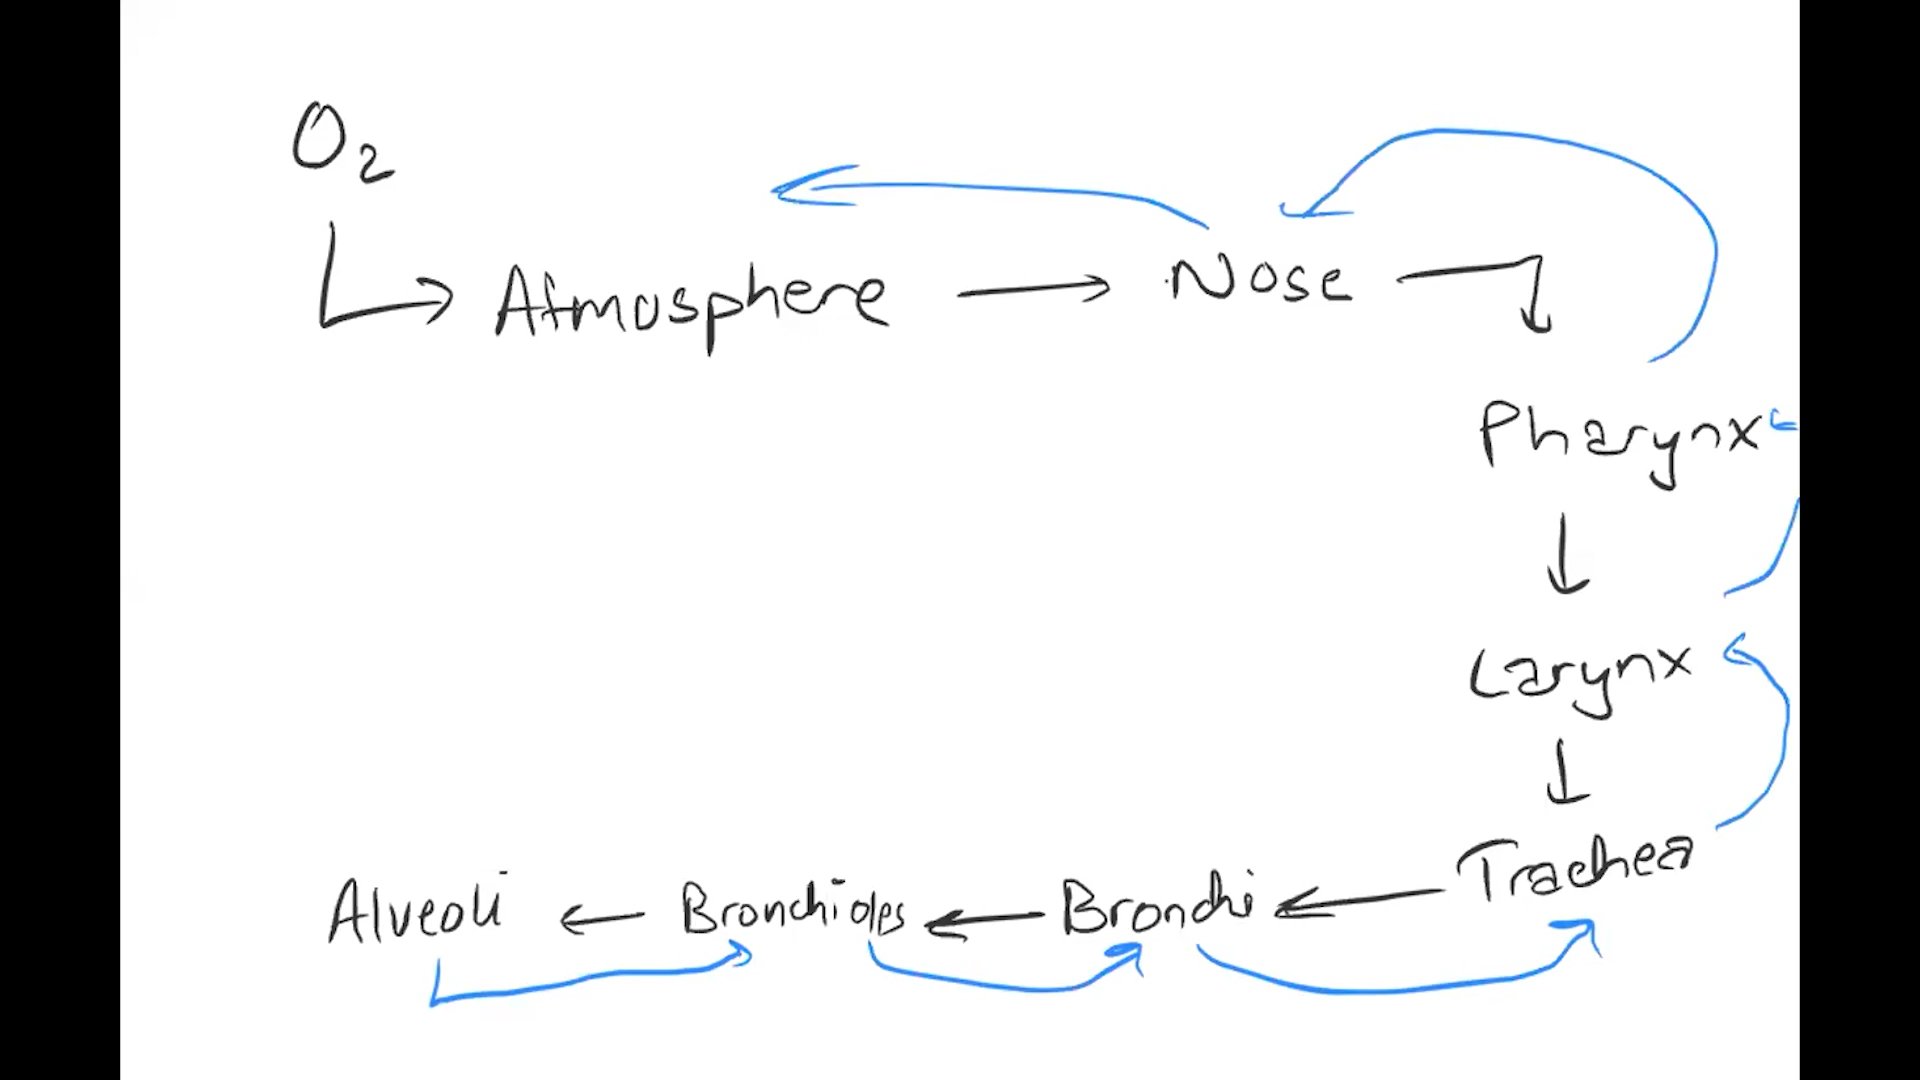 O2
Atmosphere
Nose
Pharynx
Larynx
Trachea
Bronchi
Bronchioles
Alveoli